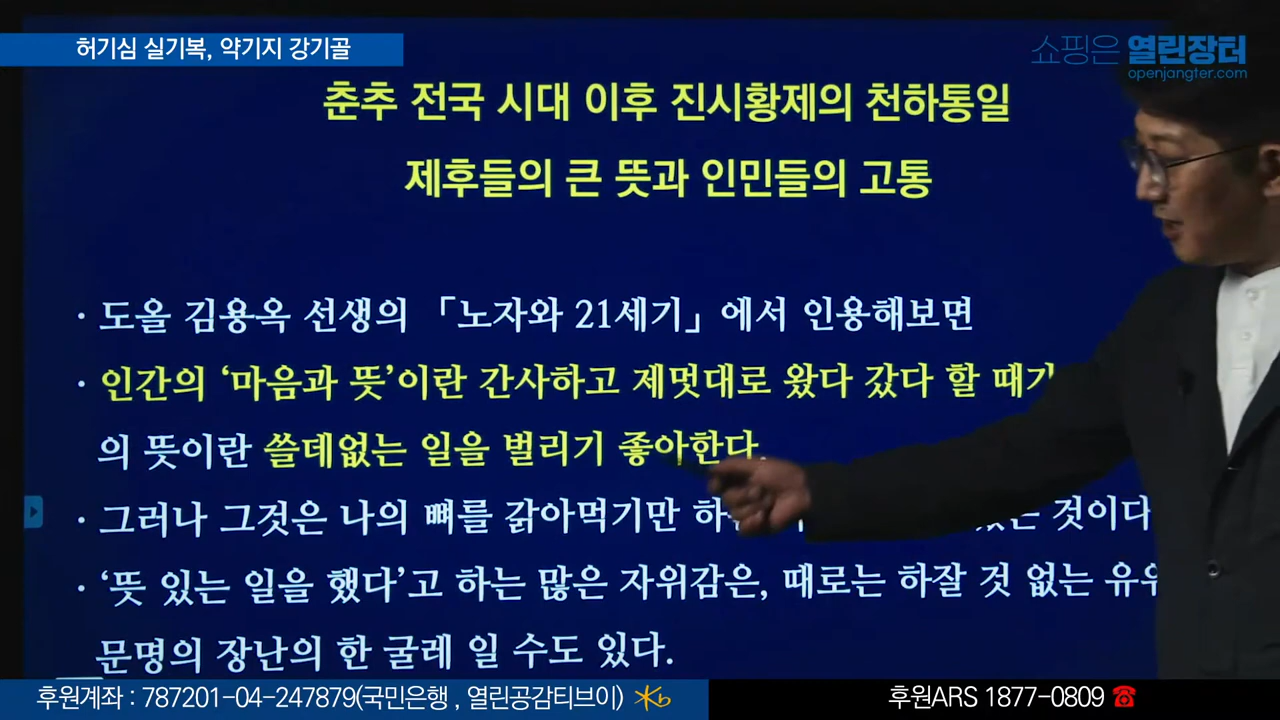 허기심 실기복, 약기지 강기골
쇼핑은 열린장터
openjangter.com
춘추 전국 시대 이후 진시황제의 천하통일
제후들의 큰 뜻과 인민들의 고통
· 도올 김용옥 선생의 「노자와 21세기」에서 인용해보면
· 인간의 ‘마음과 뜻’이란 간사하고 제멋대로 왔다 갔다 할 때가
의 뜻이란 쓸데없는 일을 벌리기 좋아한다.
· 그러나 그것은 나의 뼈를 갉아먹기만 것이다
· ‘뜻 있는 일을 했다’고 하는 많은 자위감은, 때로는 하잘 것 없는
문명의 장난의 한 굴레 일 수도 있다.
후원계좌 : 787201-04-247879(국민은행 , 열린공감티브이)
후원ARS 1877-0809